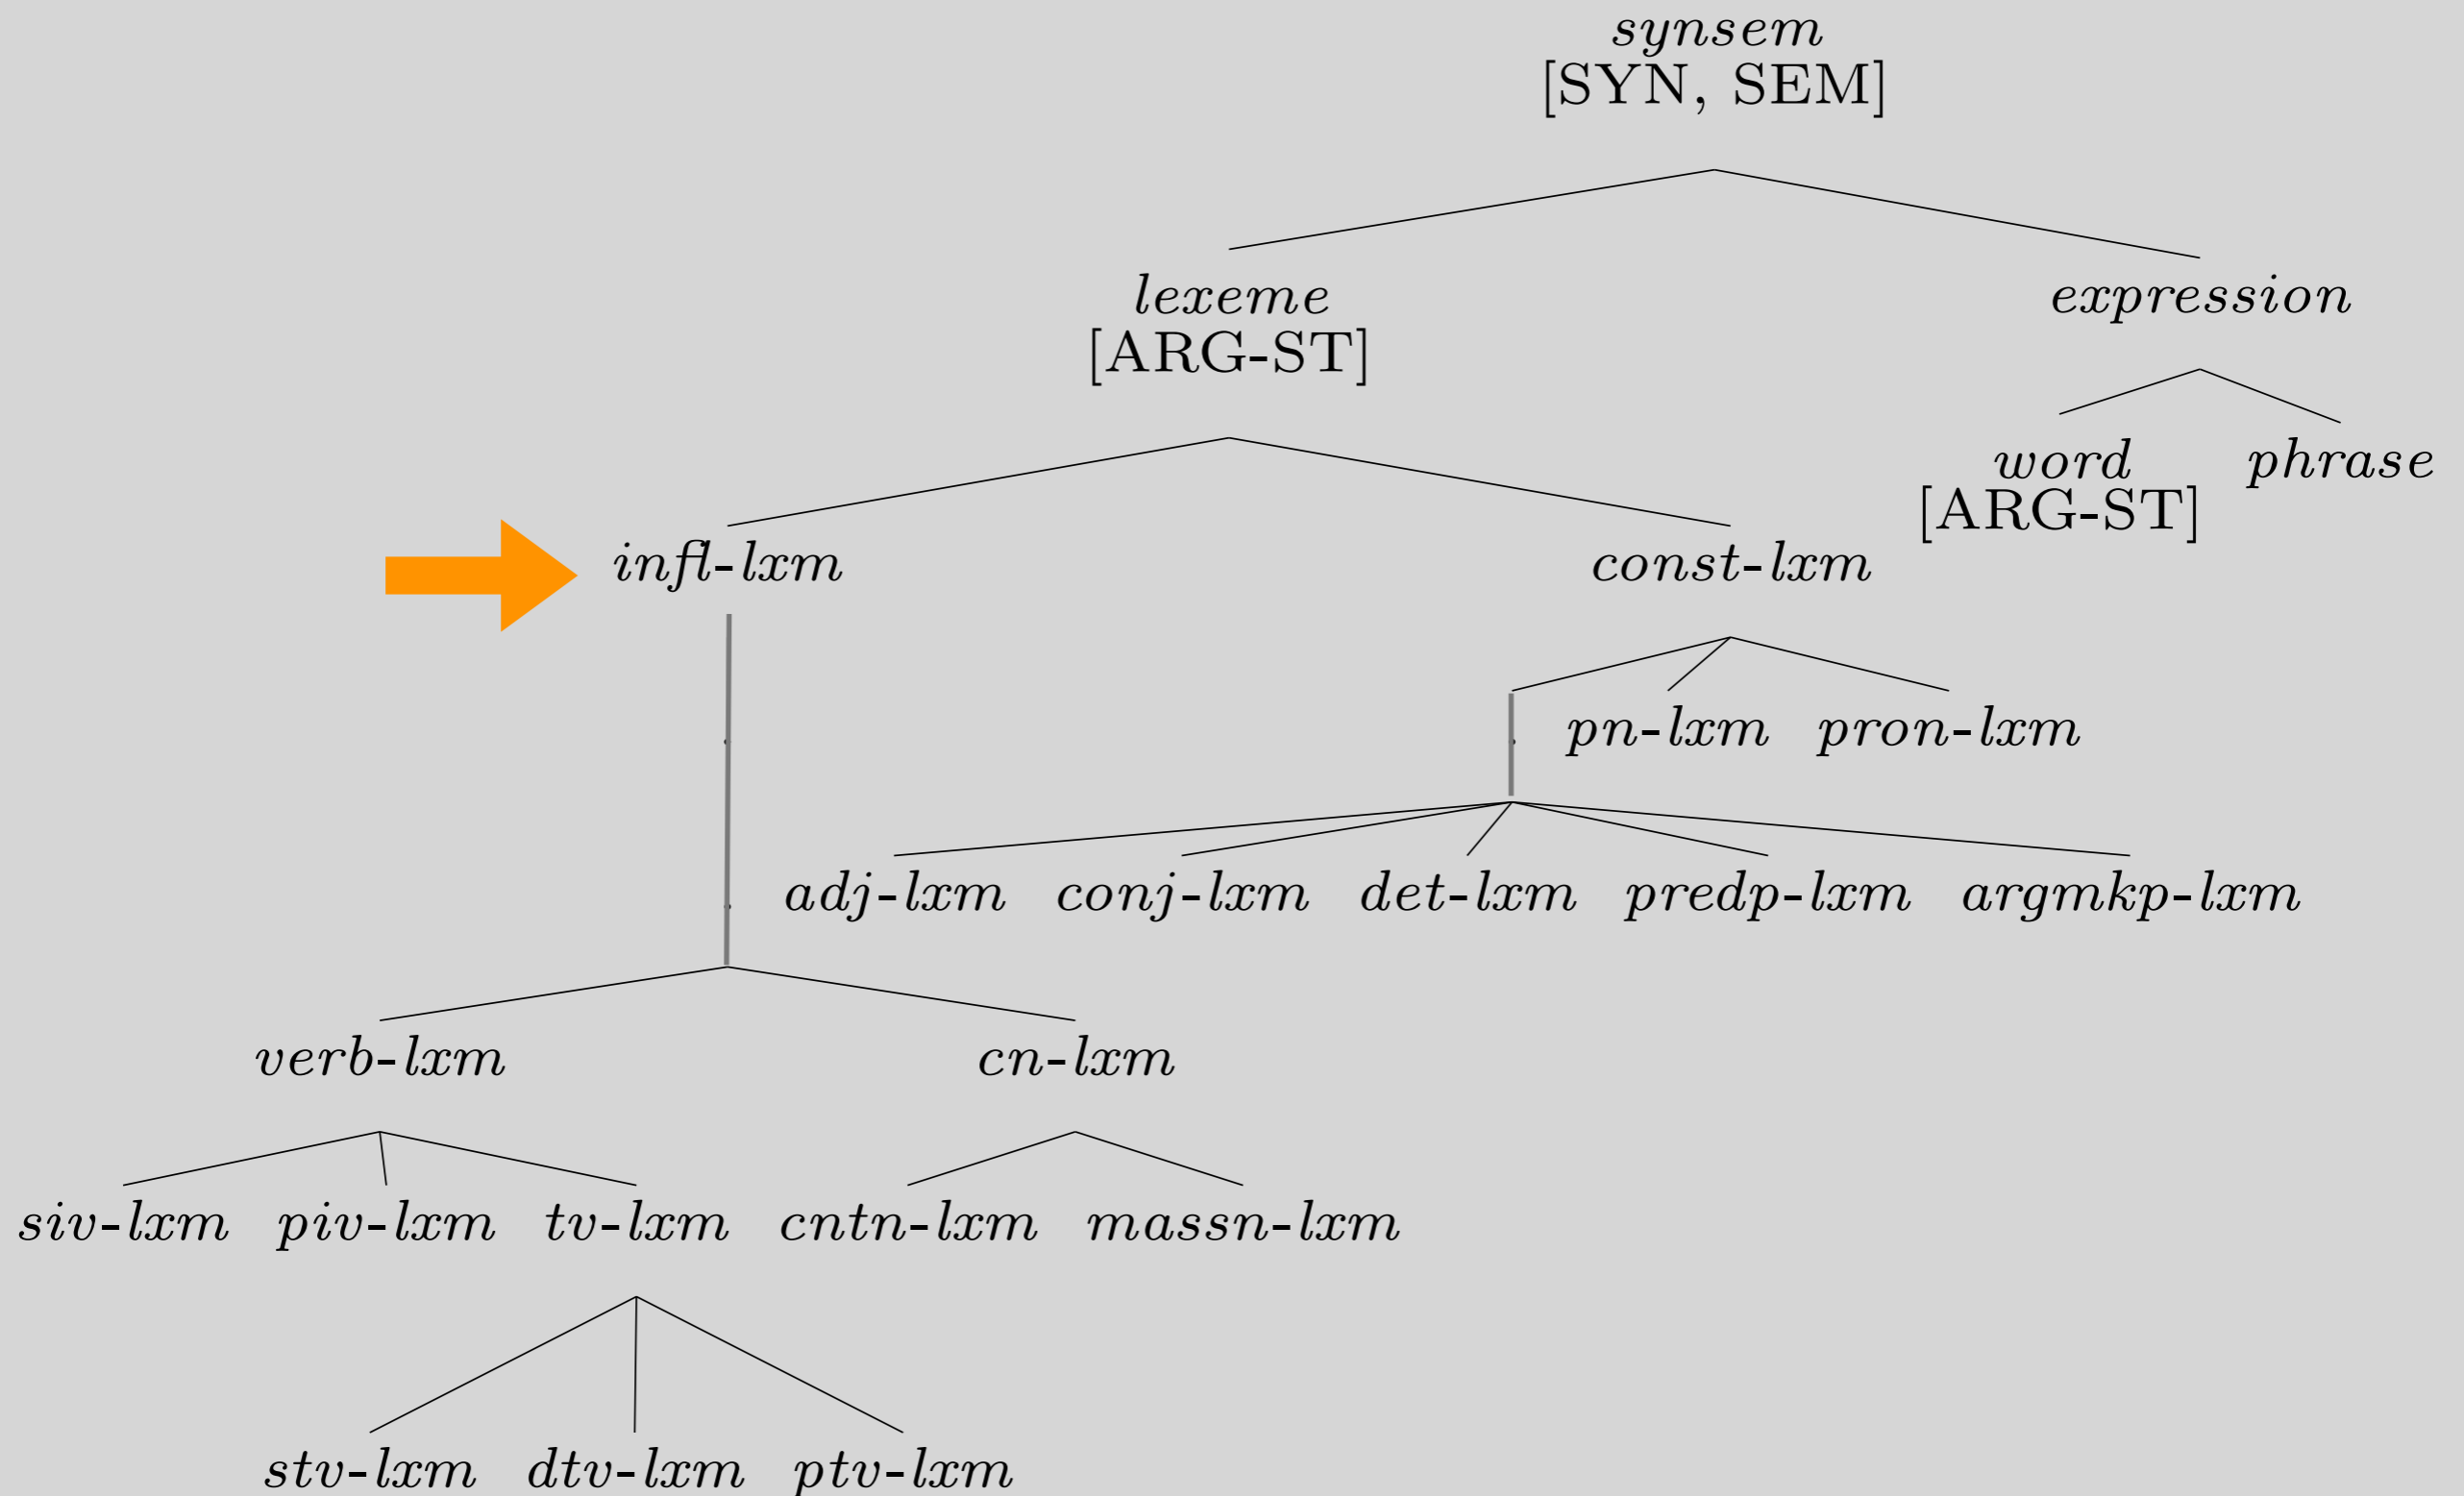 synsem
[SYN, SEM]
lexeme
[ARG-ST]
expression
word
[ARG-ST]
phrase
infl-lxm
const-lxm
pn-lxm
pron-lxm
adj-lxm
conj-lxm
det-lxm
predp-lxm
argmkp-lxm
verb-lxm
cn-lxm
siv-lxm
piv-lxm
tv-lxm
cntn-lxm
massn-lxm
stv-lxm
dtv-lxm
ptv-lxm